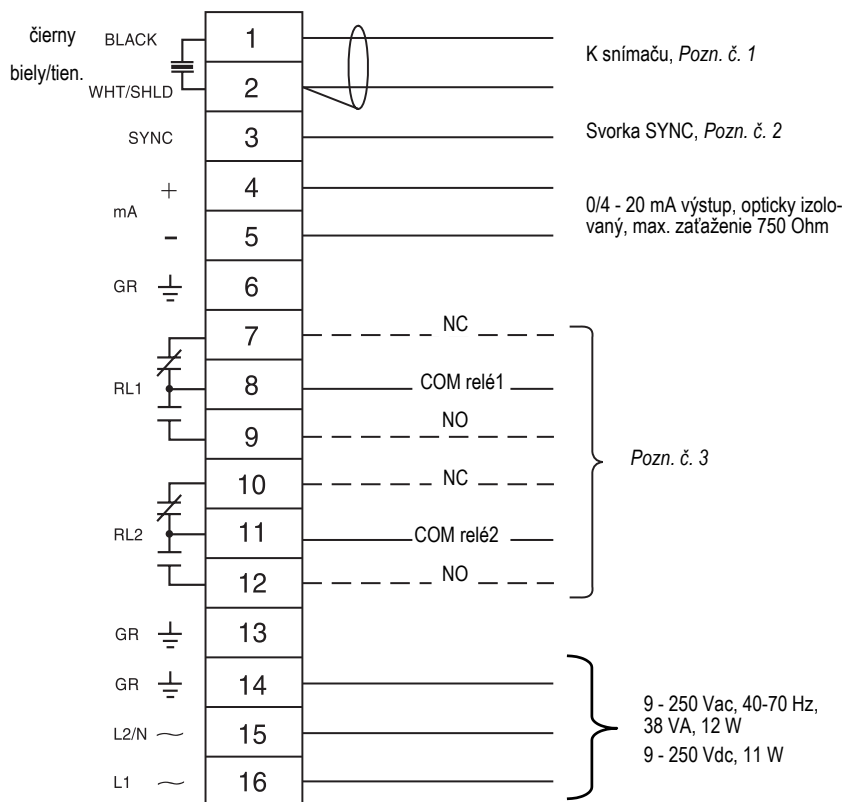 čierny BLACK 1
K snímaču, Pozn. č. 1
biely/tien. WHT/SHLD 2
SYNC 3 Svorka SYNC, Pozn. č. 2
mA + 4
0/4 - 20 mA výstup, opticky izolo-
vaný, max. zaťaženie 750 Ohm
- 5
GR 6
RL1 7 NC
8 COM relé1
9 NO
Pozn. č. 3
RL2 10 NC
11 COM relé2
12 NO
GR 13
GR 14
9 - 250 Vac, 40-70 Hz,
38 VA, 12 W
9 - 250 Vdc, 11 W
L2/N ~ 15
L1 ~ 16